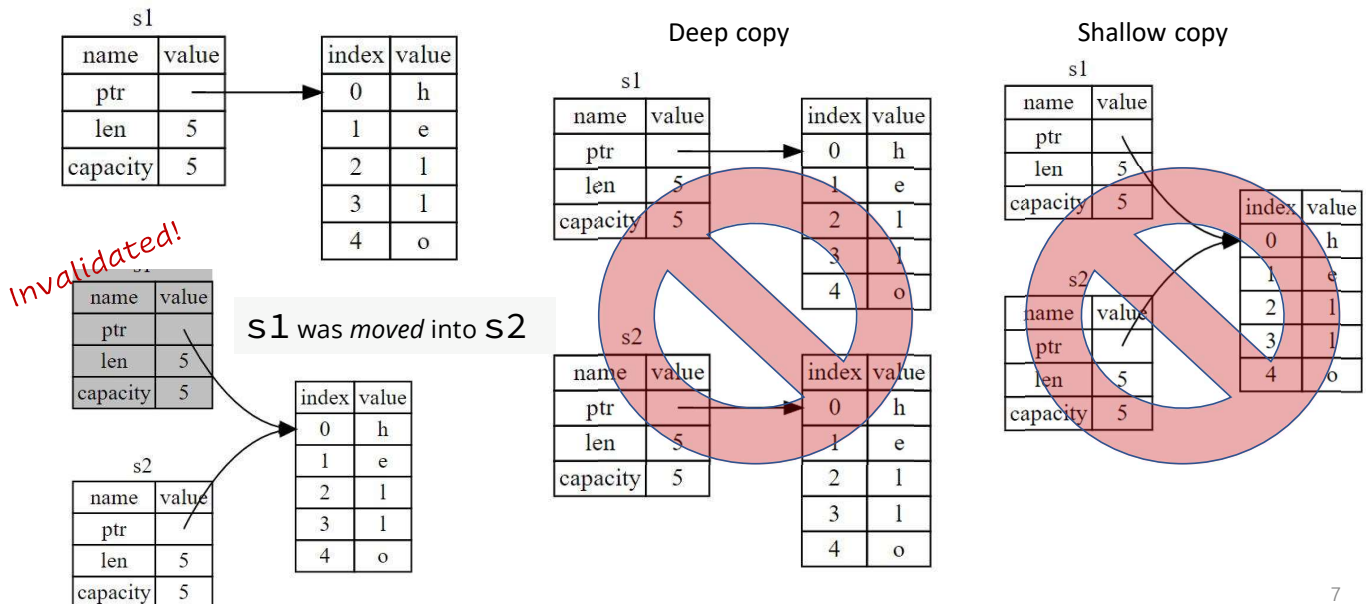 s1
name value
ptr
len 5
capacity 5
index value
0 h
1 e
2 l
3 l
4 o
Invalidated!
s1
name value
ptr
len 5
capacity 5
s1 was moved into s2
s2
name value
ptr
len 5
capacity 5
index value
0 h
1 e
2 l
3 l
4 o
Deep copy
s1
name value
ptr
len 5
capacity 5
index value
0 h
1 e
2 l
3 l
4 o
s2
name value
ptr
len 5
capacity 5
index value
0 h
1 e
2 l
3 l
4 o
Shallow copy
s1
name value
ptr
len 5
capacity 5
s2
name value
ptr
len 5
capacity 5
index value
0 h
1 e
2 l
3 l
4 o
7